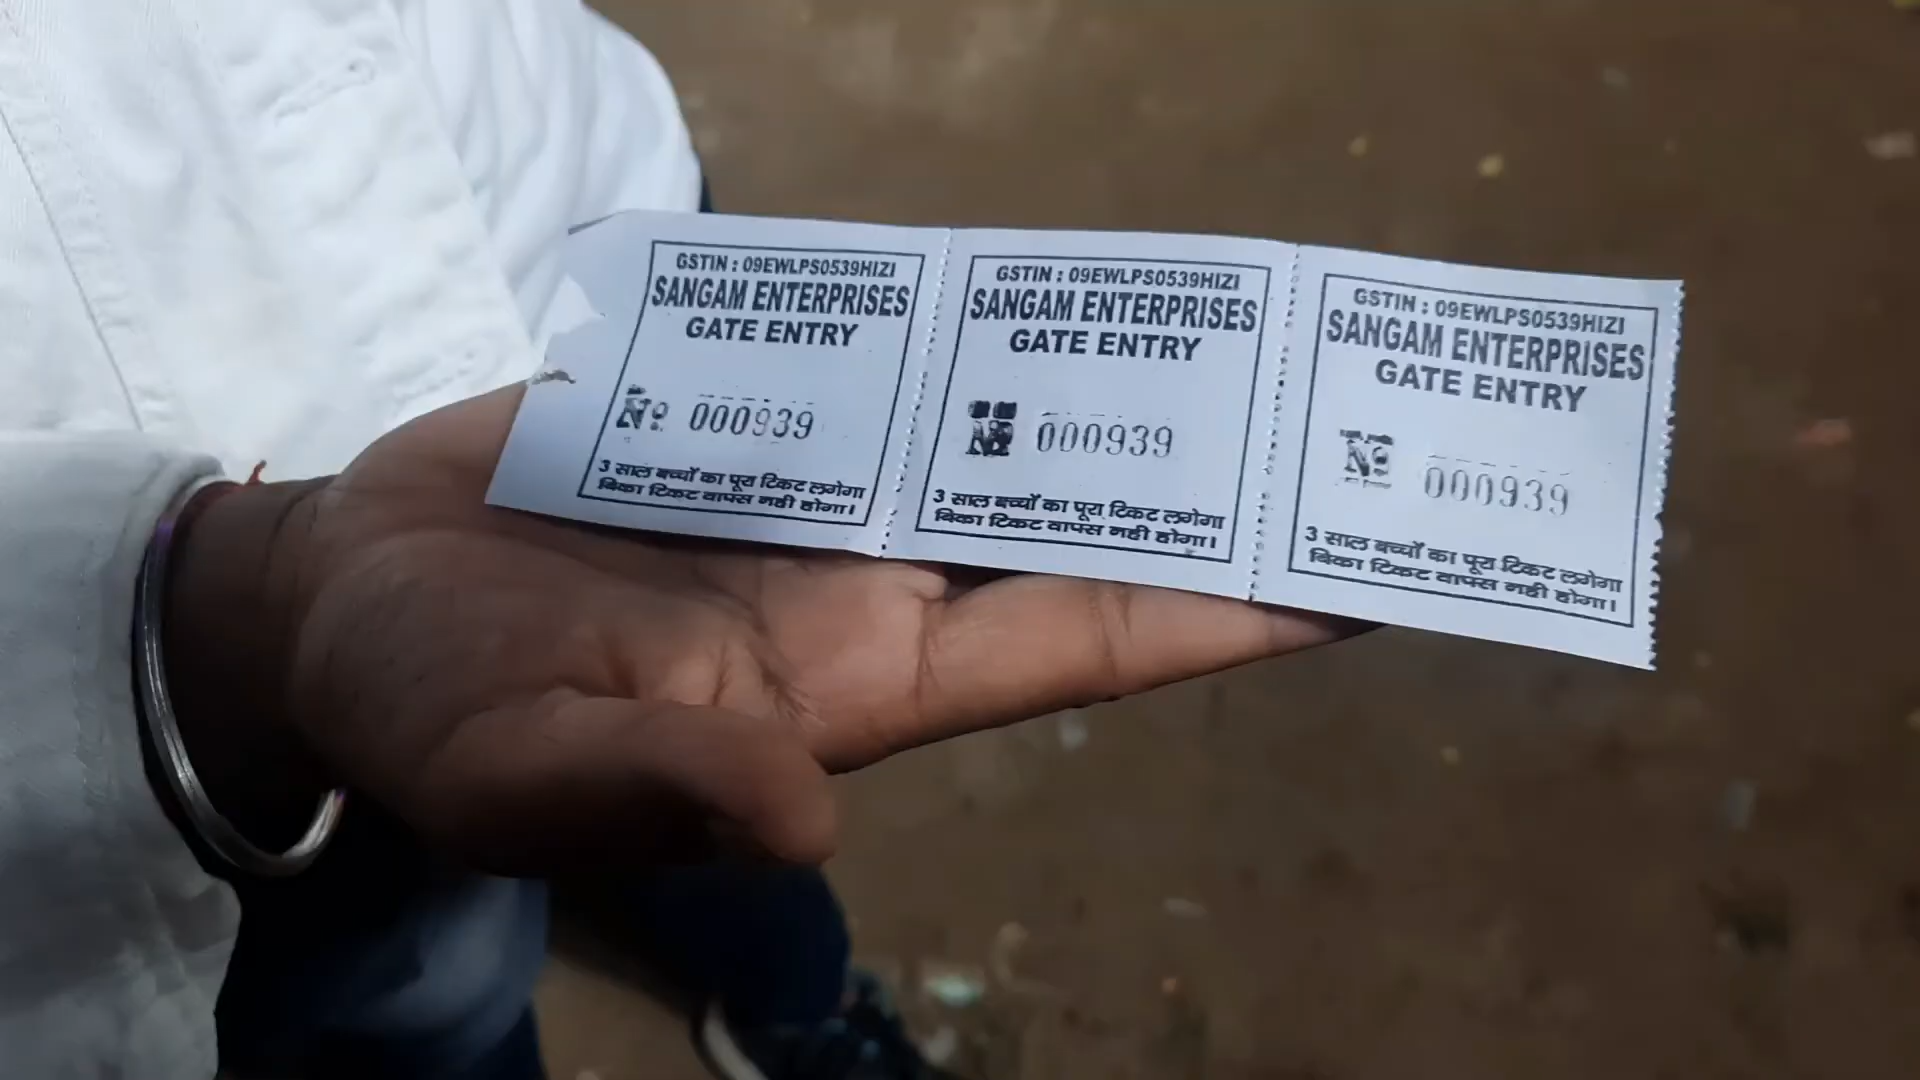 GSTIN : 09EWLPS0539HIZI
SANGAM ENTERPRISES
GATE ENTRY
№ 000939
3 साल बच्चों का पूरा टिकट लगेगा
बिका टिकट वापस नही होगा।
GSTIN : 09EWLPS0539HIZI
SANGAM ENTERPRISES
GATE ENTRY
№ 000939
3 साल बच्चों का पूरा टिकट लगेगा
बिका टिकट वापस नही होगा।
GSTIN : 09EWLPS0539HIZI
SANGAM ENTERPRISES
GATE ENTRY
№ 000939
3 साल बच्चों का पूरा टिकट लगेगा
बिका टिकट वापस नही होगा।